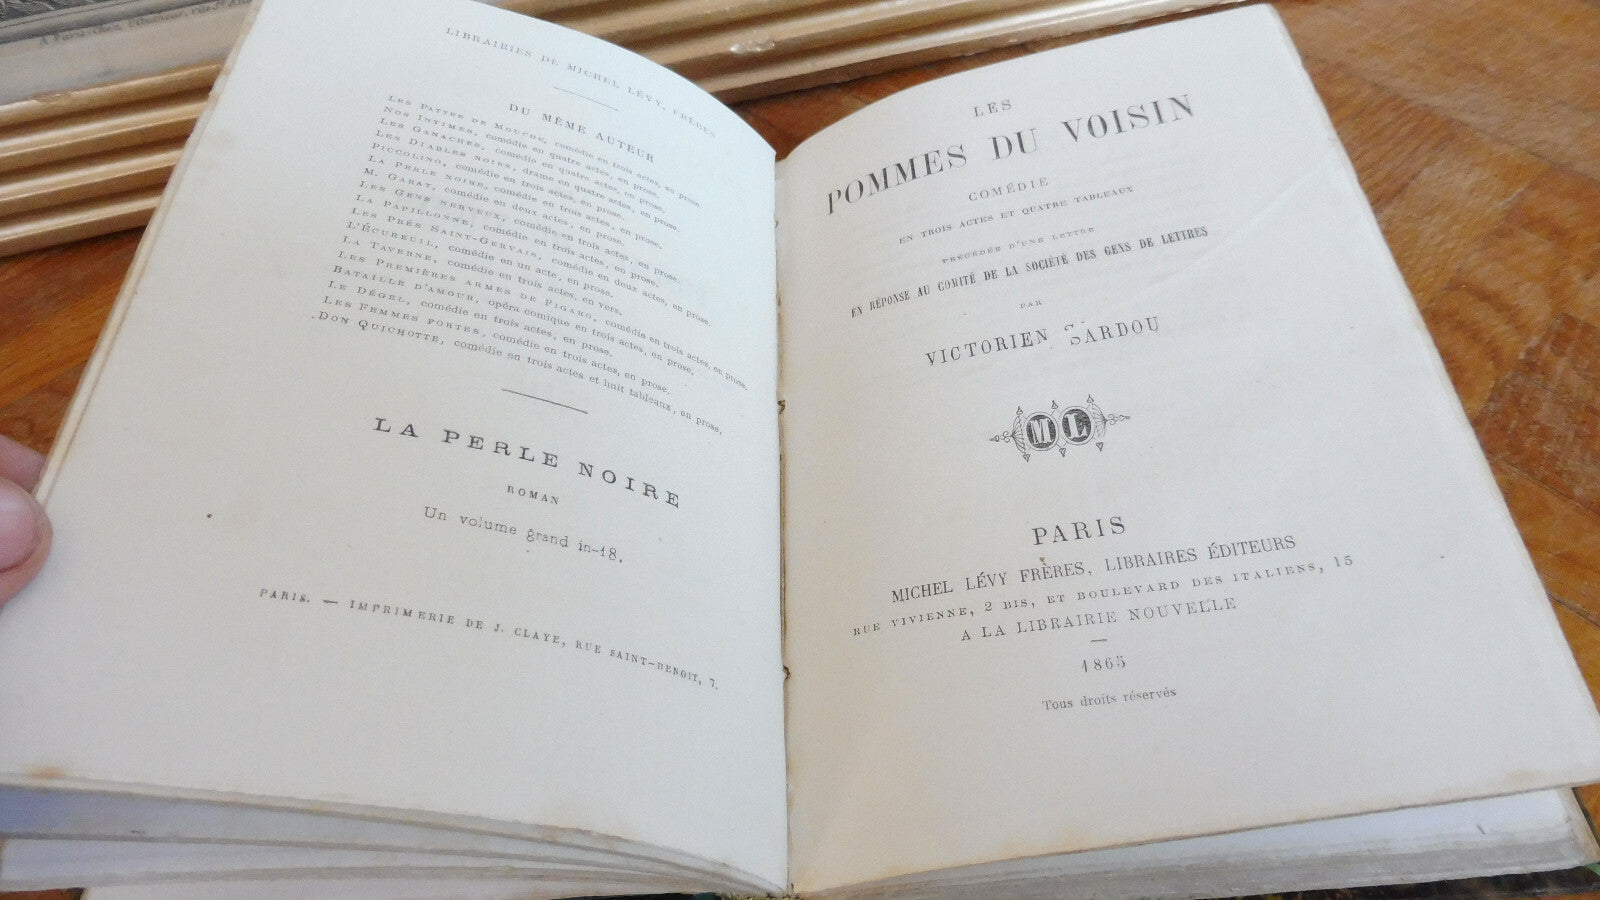 A Paris chez
LIBRAIRIES DE MICHEL LÉVY, FRÈRES
DU MÊME AUTEUR
LES PATTES DE MOUCHE, comédie en trois actes, en prose
NOS INTIMES, comédie en quatre actes, en prose.
LES GANACHES, comédie en quatre actes, en prose.
LES DIABLES NOIRS, drame en quatre actes, en prose.
PICCOLINO, comédie en trois actes, en prose.
LA PERLE NOIRE, comédie en trois actes, en prose.
M. GARAT, comédie en deux actes, en prose.
LES GENS NERVEUX, comédie en trois actes, en prose.
LA PAPILLONNE, comédie en trois actes, en prose.
LES PRÉS SAINT-GERVAIS, comédie en deux actes, en prose.
L'ÉCUREUIL, comédie en un acte, en prose.
LA TAVERNE, comédie en trois actes, en vers.
LES PREMIÈRES ARMES DE FIGARO, comédie en trois actes, en prose.
BATAILLE D'AMOUR, opéra comique en trois actes, en prose.
LE DÉGEL, comédie en trois actes, en prose.
LES FEMMES FORTES, comédie en trois actes, en prose.
DON QUICHOTTE, comédie en trois actes et huit tableaux, en prose.
LA PERLE NOIRE
ROMAN
Un volume grand in-18.
PARIS. — IMPRIMERIE DE J. CLAYE, RUE SAINT-BENOIT, 7.
LES
POMMES DU VOISIN
COMÉDIE
EN TROIS ACTES ET QUATRE TABLEAUX
PRÉCÉDÉE D'UNE LETTRE
EN RÉPONSE AU COMITÉ DE LA SOCIÉTÉ DES GENS DE LETTRES
PAR
VICTORIEN SARDOU
ML
PARIS
MICHEL LÉVY FRÈRES, LIBRAIRES ÉDITEURS
RUE VIVIENNE, 2 BIS, ET BOULEVARD DES ITALIENS, 15
A LA LIBRAIRIE NOUVELLE
1865
Tous droits réservés